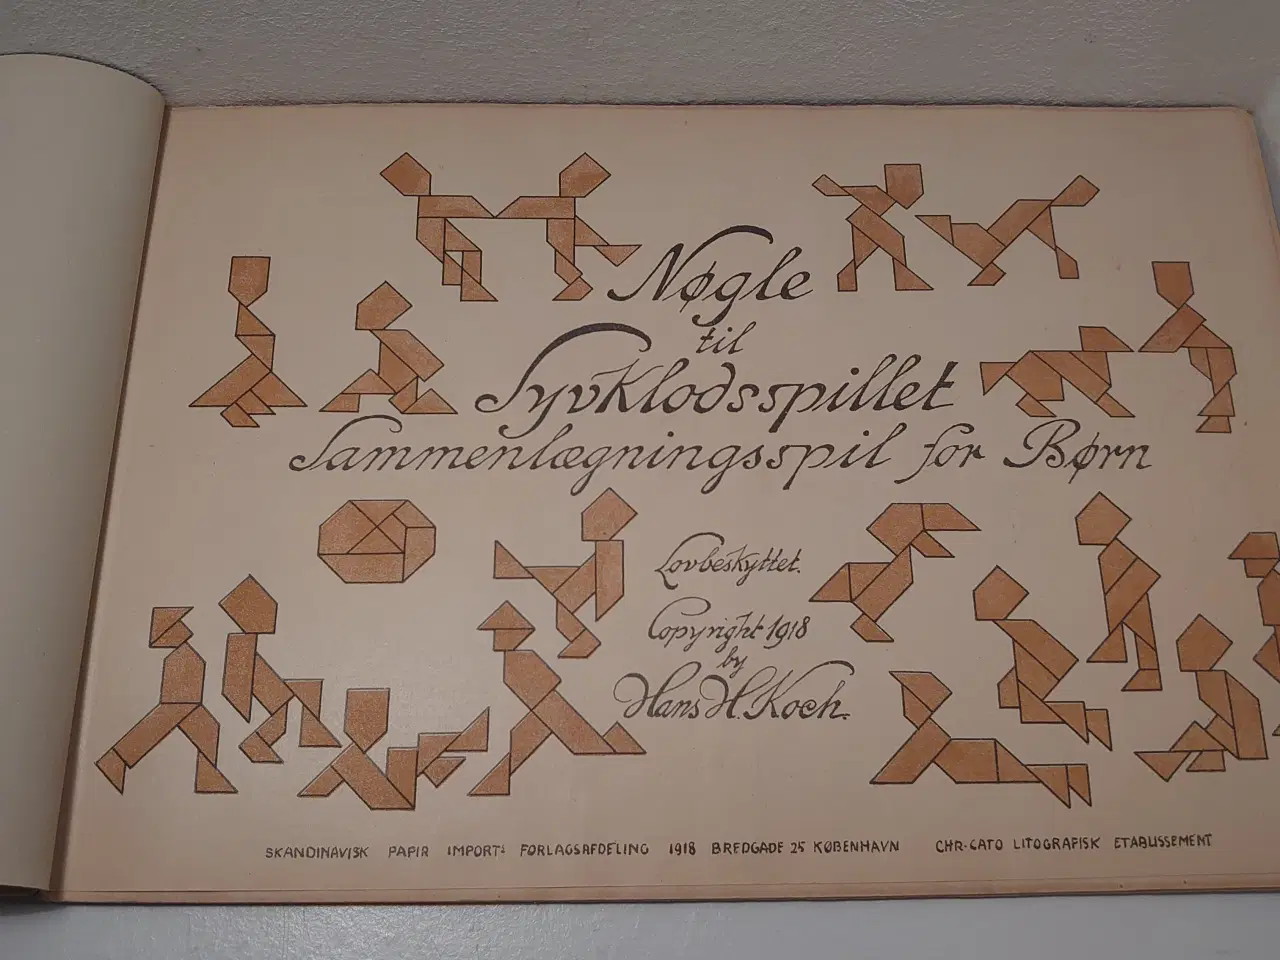 Nøgle
til
Syvklodsspillet
Sammenlægningsspil for Børn
Lovbeskyttet.
Copyright 1918
by
Hans H. Koch.
SKANDINAVISK PAPIR IMPORTS FORLAGSAFDELING 1918 BREDGADE 25 KØBENHAVN CHR. CATO LITOGRAFISK ETABLISSEMENT